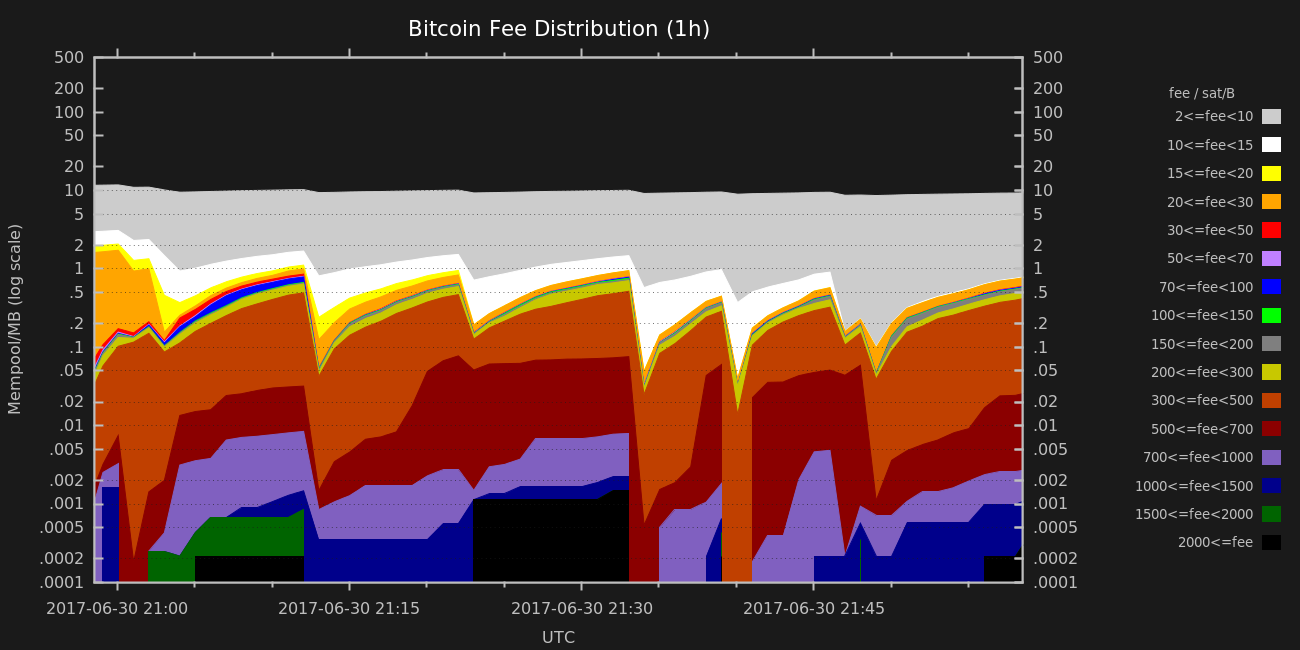 Bitcoin Fee Distribution (1h)
500 500
200 200
100 100
50 50
20 20
10 10
5 5
2 2
1 1
.5 .5
.2 .2
.1 .1
.05 .05
.02 .02
.01 .01
.005 .005
.002 .002
.001 .001
.0005 .0005
.0002 .0002
.0001 .0001
Mempool/MB (log scale)
2017-06-30 21:00 2017-06-30 21:15 2017-06-30 21:30 2017-06-30 21:45
UTC
fee / sat/B
2<=fee<10
10<=fee<15
15<=fee<20
20<=fee<30
30<=fee<50
50<=fee<70
70<=fee<100
100<=fee<150
150<=fee<200
200<=fee<300
300<=fee<500
500<=fee<700
700<=fee<1000
1000<=fee<1500
1500<=fee<2000
2000<=fee